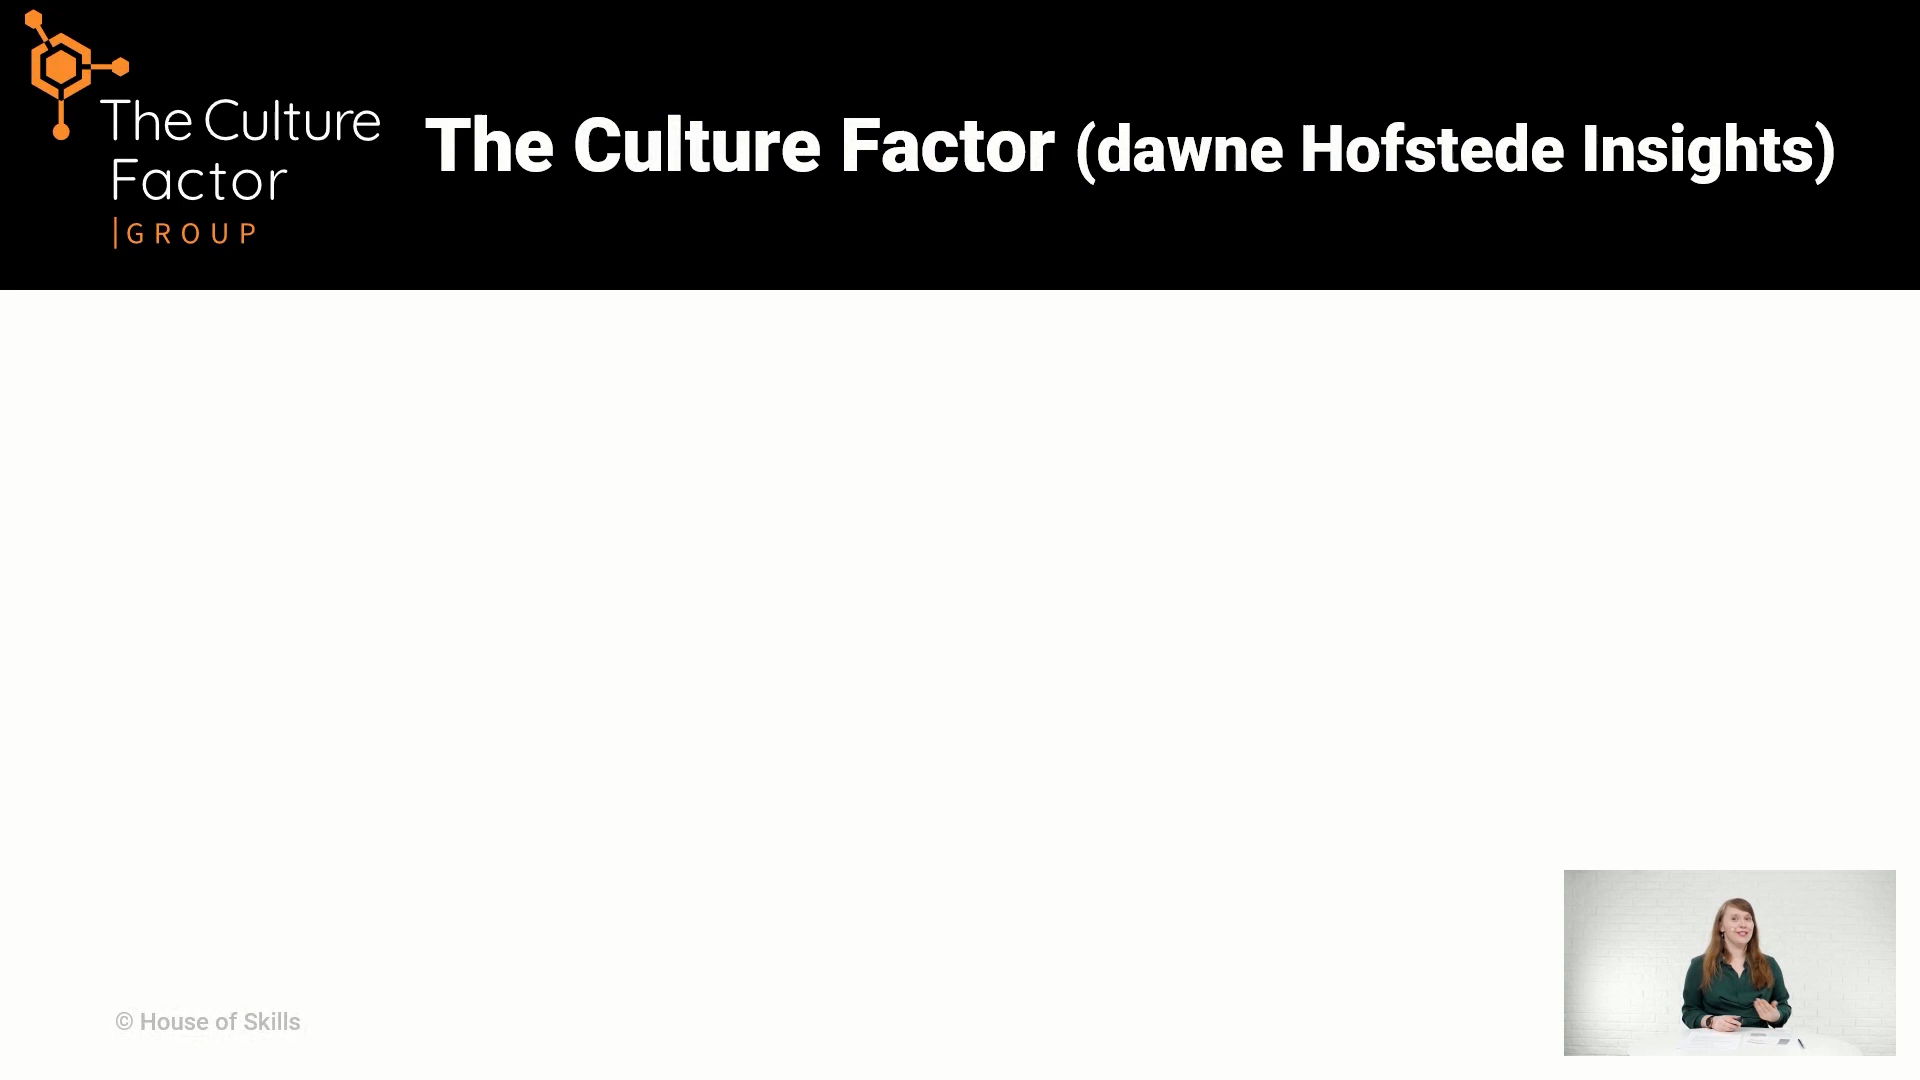 The Culture
Factor
|GROUP
The Culture Factor (dawne Hofstede Insights)
© House of Skills